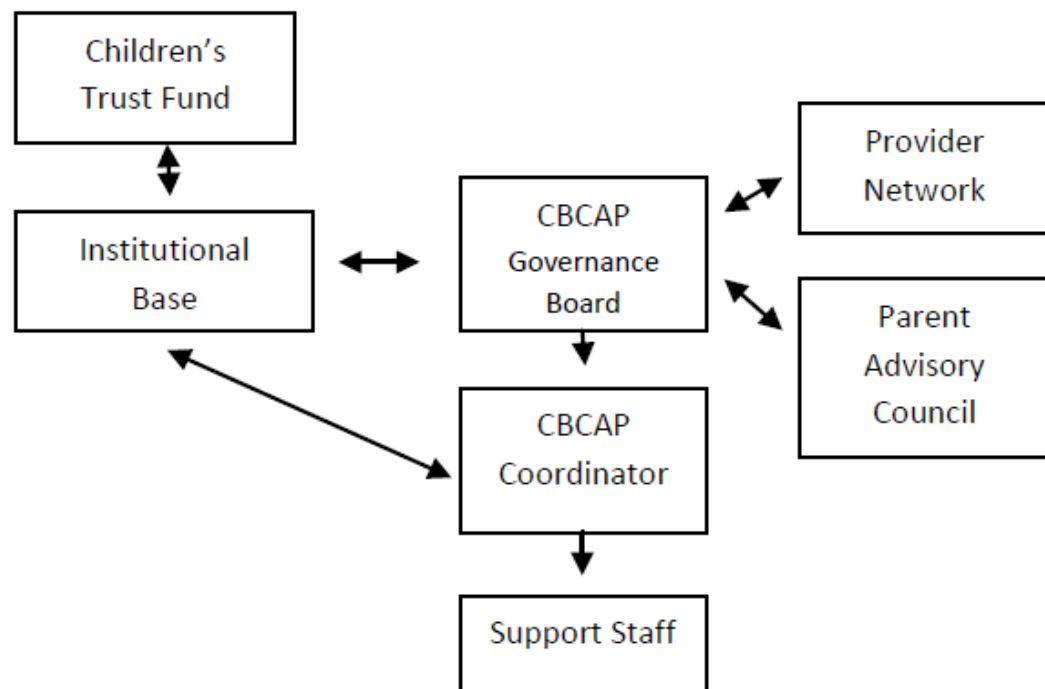 Children's
Trust Fund
Institutional
Base
CBCAP
Governance
Board
Provider
Network
Parent
Advisory
Council
CBCAP
Coordinator
Support Staff